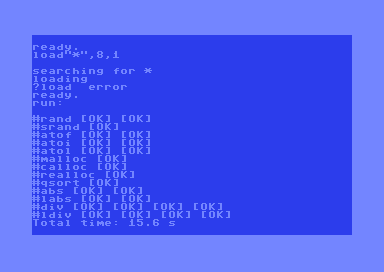 ready.
load"*",8,1
searching for *
loading
?load  error
ready.
run:
#rand [OK] [OK]
#srand [OK]
#atof [OK] [OK]
#atoi [OK] [OK]
#atol [OK] [OK]
#malloc [OK]
#calloc [OK]
#realloc [OK]
#qsort [OK]
#abs [OK] [OK]
#labs [OK] [OK]
#div [OK] [OK] [OK] [OK]
#ldiv [OK] [OK] [OK] [OK]
Total time: 15.6 s